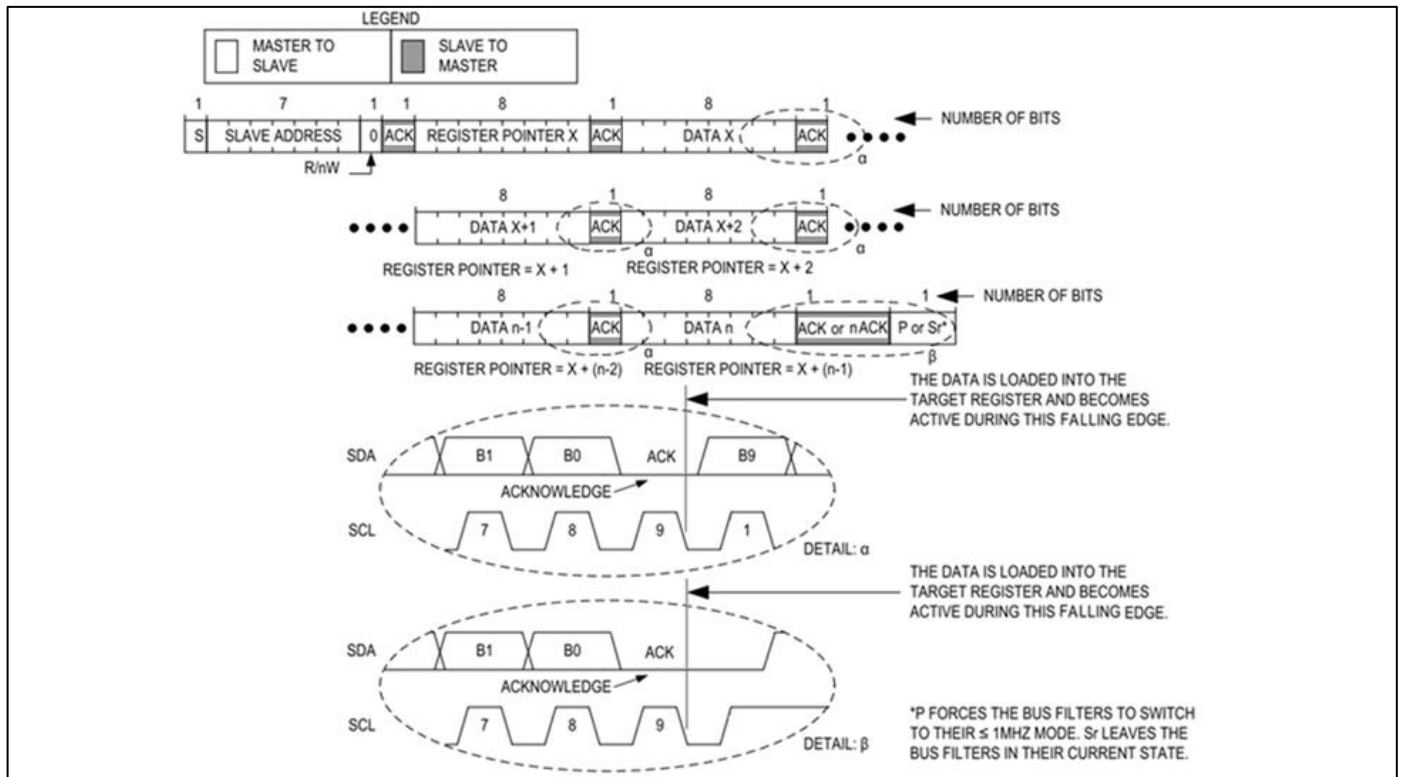 LEGEND
MASTER TO
SLAVE
SLAVE TO
MASTER
1 7 1 1 8 1 8 1
NUMBER OF BITS
S SLAVE ADDRESS 0 ACK REGISTER POINTER X ACK DATA X ACK
α
R/nW
8 1 8 1
NUMBER OF BITS
DATA X+1 ACK DATA X+2 ACK
α α
REGISTER POINTER = X + 1 REGISTER POINTER = X + 2
8 1 8 1 1
NUMBER OF BITS
DATA n-1 ACK DATA n ACK or nACK P or Sr*
α β
REGISTER POINTER = X + (n-2) REGISTER POINTER = X + (n-1)
THE DATA IS LOADED INTO THE
TARGET REGISTER AND BECOMES
ACTIVE DURING THIS FALLING EDGE.
SDA B1 B0 ACK B9
ACKNOWLEDGE
SCL 7 8 9 1
DETAIL: α
THE DATA IS LOADED INTO THE
TARGET REGISTER AND BECOMES
ACTIVE DURING THIS FALLING EDGE.
SDA B1 B0 ACK
ACKNOWLEDGE
SCL 7 8 9
DETAIL: β
*P FORCES THE BUS FILTERS TO SWITCH
TO THEIR ≤ 1MHZ MODE. Sr LEAVES THE
BUS FILTERS IN THEIR CURRENT STATE.